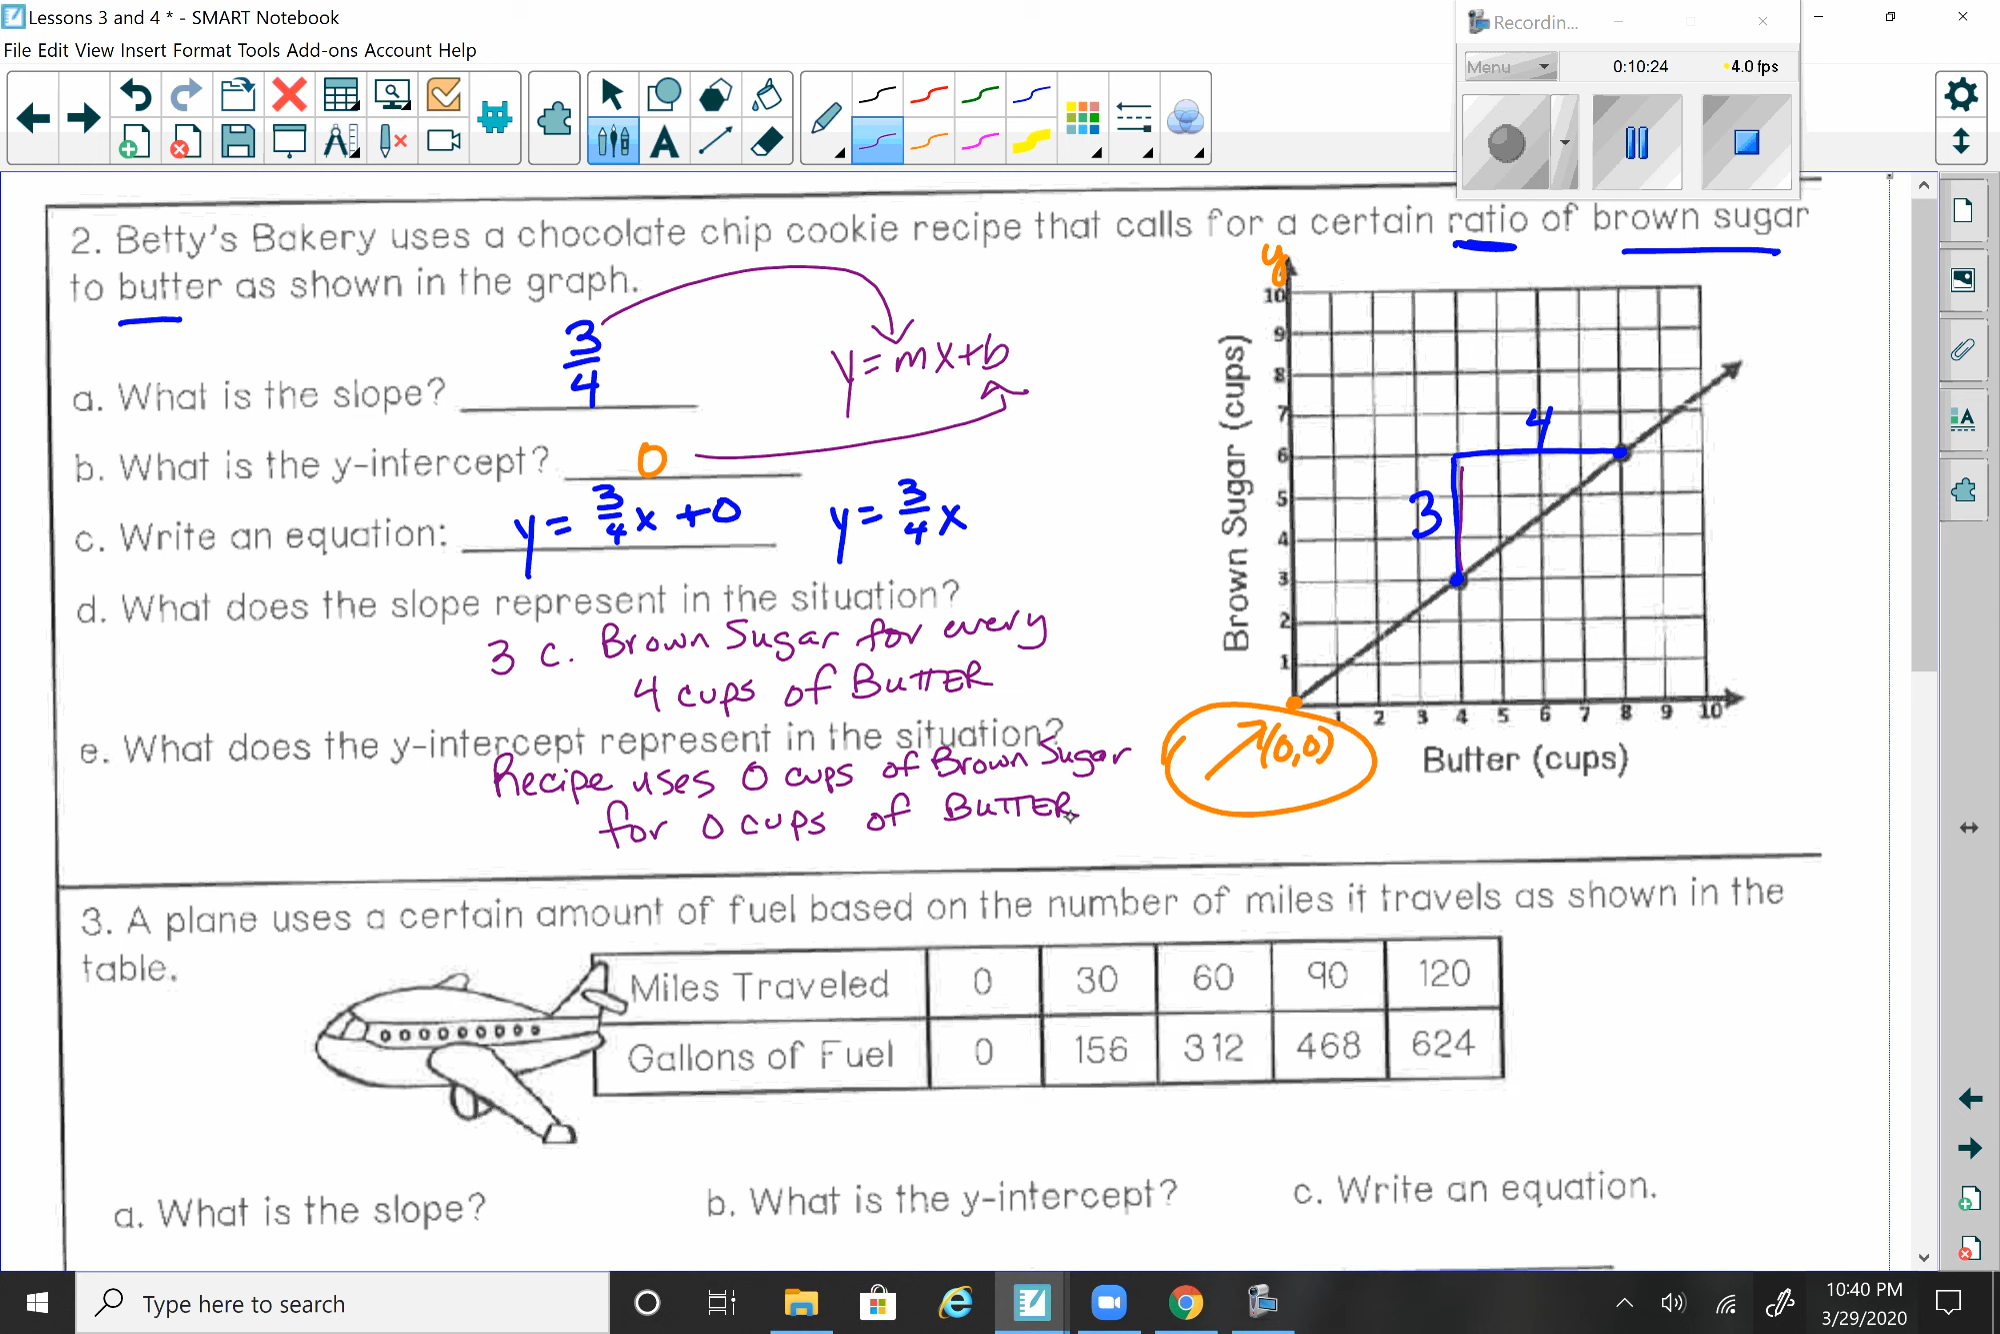 Lessons 3 and 4 * - SMART Notebook
File Edit View Insert Format Tools Add-ons Account Help
Recordin...
Menu 0:10:24 4.0 fps
2. Betty's Bakery uses a chocolate chip cookie recipe that calls for a certain ratio of brown sugar
to butter as shown in the graph.
a. What is the slope? 3/4
y = mx+b
b. What is the y-intercept? 0
c. Write an equation: y = 3/4 x + 0 y = 3/4 x
d. What does the slope represent in the situation?
3 c. Brown Sugar for every
4 cups of BuTTER
e. What does the y-intercept represent in the situation?
Recipe uses 0 cups of Brown Sugar
for 0 cups of BuTTER
y
10
9
8
7
6
5
4
3
2
1
Brown Sugar (cups)
4
3
1 2 3 4 5 6 7 8 9 10
(0,0)
Butter (cups)
3. A plane uses a certain amount of fuel based on the number of miles it travels as shown in the
table.
Miles Traveled 0 30 60 90 120
Gallons of Fuel 0 156 312 468 624
a. What is the slope? b. What is the y-intercept? c. Write an equation.
Type here to search
10:40 PM
3/29/2020